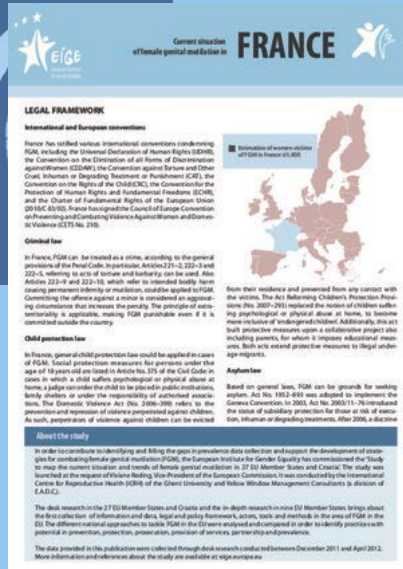 EIGE
Current situation
of female genital mutilation in
FRANCE
LEGAL FRAMEWORK
International and European conventions
France has ratified various international conventions condemning
FGM, including the Universal Declaration of Human Rights (UDHR),
the Convention on the Elimination of all Forms of Discrimination
against Women (CEDAW), the Convention against Torture and Other
Cruel, Inhuman or Degrading Treatment or Punishment (CAT), the
Convention on the Rights of the Child (CRC), the Convention for the
Protection of Human Rights and Fundamental Freedoms (ECHR),
and the Charter of Fundamental Rights of the European Union
(2010/C 83/02). France has signed the Council of Europe Convention
on Preventing and Combating Violence Against Women and Domes-
tic Violence (CETS No. 210).
Criminal law
In France, FGM can be treated as a crime, according to the general
provisions of the Penal Code. In particular, Articles 221–2, 222–3 and
222–5, referring to acts of torture and barbarity, can be used. Also
Articles 222–9 and 222–10, which refer to intended bodily harm
causing permanent infirmity or mutilation, could be applied to FGM.
Committing the offence against a minor is considered an aggravat-
ing circumstance that increases the penalty. The principle of extra-
territoriality is applicable, making FGM punishable even if it is
committed outside the country.
Child protection law
In France, general child protection law could be applied in cases
of FGM. Social protection measures for persons under the
age of 18 years old are listed in Article No. 375 of the Civil Code: in
cases in which a child suffers psychological or physical abuse at
home, a judge can order the child to be placed in public institutions,
family shelters or under the responsibility of authorised associa-
tions. The Domestic Violence Act (No. 2006–399) refers to the
prevention and repression of violence perpetrated against children.
As such, perpetrators of violence against children can be evicted
Estimation of women victims
of FGM in France: 61,000
from their residence and prevented from any contact with
the victims. The Act Reforming Children's Protection Provi-
sions (No. 2007–293) replaced the notion of children suffer-
ing psychological or physical abuse at home, to become
more inclusive of 'endangered children'. Additionally, this act
built protective measures upon a collaborative project also
including parents, for whom it imposes educational meas-
ures. Both acts extend protective measures to illegal under-
age migrants.
Asylum law
Based on general laws, FGM can be grounds for seeking
asylum. Act No. 1952-893 was adopted to implement the
Geneva Convention. In 2003, Act No. 2003/11-76 introduced
the status of subsidiary protection for those at risk of execu-
tion, inhuman or degrading treatments. After 2006, a doctrine
About the study
In order to contribute to identifying and filling the gaps in prevalence data collection and support the development of strate-
gies for combating female genital mutilation (FGM), the European Institute for Gender Equality has commissioned the 'Study
to map the current situation and trends of female genital mutilation in 27 EU Member States and Croatia'. The study was
launched at the request of Viviane Reding, Vice-President of the European Commission. It was conducted by the International
Centre for Reproductive Health (ICRH) of the Ghent University and Yellow Window Management Consultants (a division of
E.A.D.C.).
The desk research in the 27 EU Member States and Croatia and the in-depth research in nine EU Member States brings about
the first collection of information and data, legal and policy framework, actors, tools and methods in the area of FGM in the
EU. The different national approaches to tackle FGM in the EU were analysed and compared in order to identify practices with
potential in prevention, protection, prosecution, provision of services, partnership and prevalence.
The data provided in this publication were collected through desk research conducted between December 2011 and April 2012.
More information and references about the study are available at eige.europa.eu